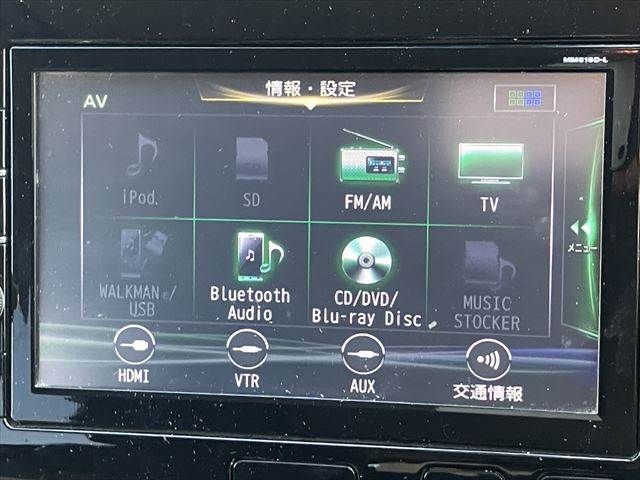 MM516D-L
情報・設定
AV
iPod
SD
FM/AM
TV
メニュー
WALKMAN®/
USB
Bluetooth
Audio
CD/DVD/
Blu-ray Disc
MUSIC
STOCKER
HDMI
VTR
AUX
交通情報